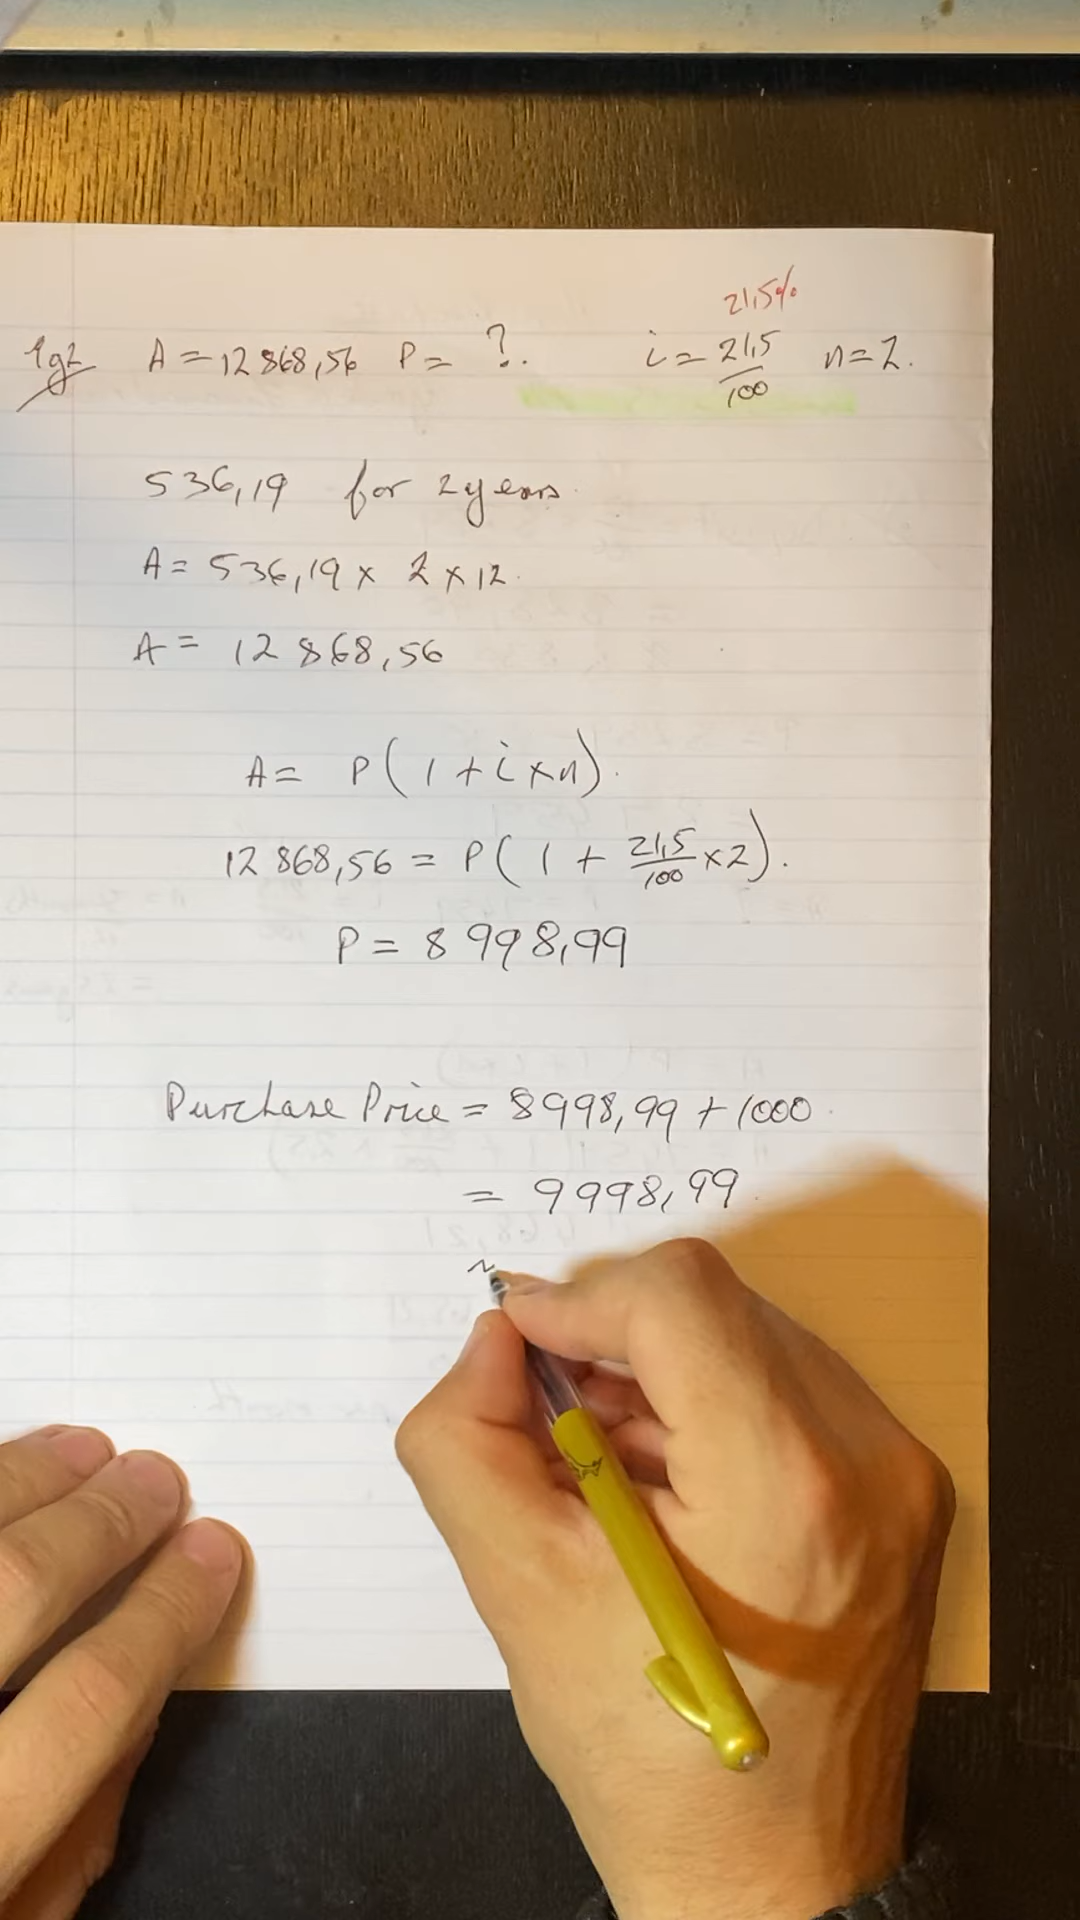 21,5%
1g2 A = 12 868,56 P = ?. i = 21,5/100 n = 2.
536,19 for 2 years.
A = 536,19 × 2 × 12.
A = 12 868,56
A = P(1 + i × n).
12 868,56 = P(1 + 21,5/100 × 2).
P = 8 998,99
Purchase Price = 8998,99 + 1000.
= 9998,99
~